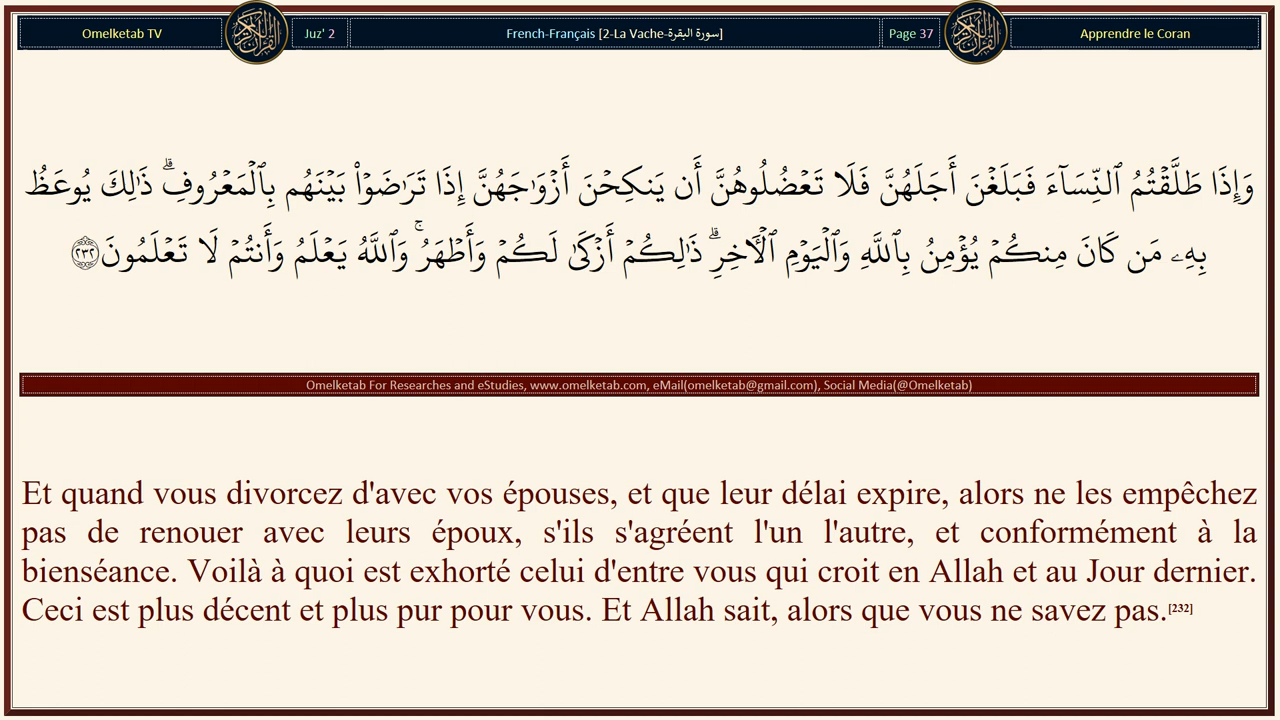 Omelketab TV
Juz' 2
French-Français [2-La Vache-سورة البقرة]
Page 37
Apprendre le Coran
وَإِذَا طَلَّقْتُمُ ٱلنِّسَآءَ فَبَلَغْنَ أَجَلَهُنَّ فَلَا تَعْضُلُوهُنَّ أَن يَنكِحْنَ أَزْوَٰجَهُنَّ إِذَا تَرَٰضَوْا۟ بَيْنَهُم بِٱلْمَعْرُوفِ ۗ ذَٰلِكَ يُوعَظُ
بِهِۦ مَن كَانَ مِنكُمْ يُؤْمِنُ بِٱللَّهِ وَٱلْيَوْمِ ٱلْـَٔاخِرِ ۗ ذَٰلِكُمْ أَزْكَىٰ لَكُمْ وَأَطْهَرُ ۚ وَٱللَّهُ يَعْلَمُ وَأَنتُمْ لَا تَعْلَمُونَ ٢٣٢
Omelketab For Researches and eStudies, www.omelketab.com, eMail(omelketab@gmail.com), Social Media(@Omelketab)
Et quand vous divorcez d'avec vos épouses, et que leur délai expire, alors ne les empêchez
pas de renouer avec leurs époux, s'ils s'agréent l'un l'autre, et conformément à la
bienséance. Voilà à quoi est exhorté celui d'entre vous qui croit en Allah et au Jour dernier.
Ceci est plus décent et plus pur pour vous. Et Allah sait, alors que vous ne savez pas.[232]